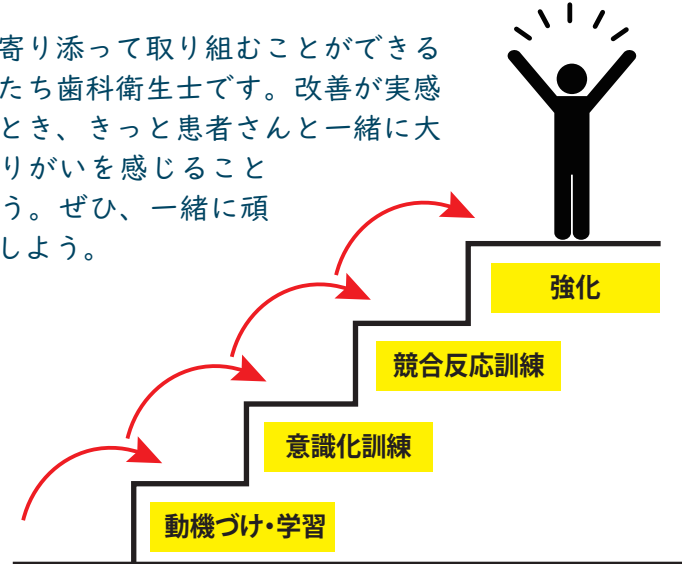 寄り添って取り組むことができる
たち歯科衛生士です。改善が実感
とき、きっと患者さんと一緒に大
りがいを感じること
う。ぜひ、一緒に頑
しよう。
強化
競合反応訓練
意識化訓練
動機づけ・学習